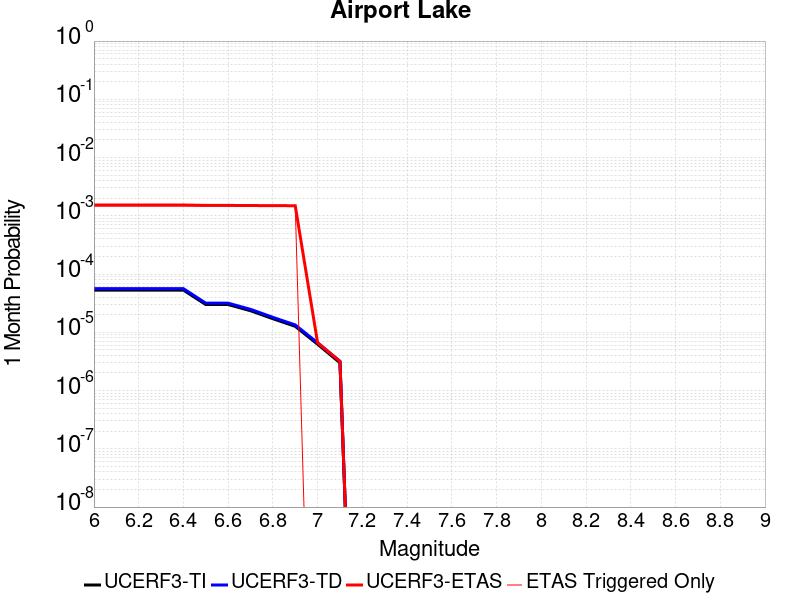 Airport Lake
10^0
10^-1
10^-2
10^-3
10^-4
10^-5
10^-6
10^-7
10^-8
1 Month Probability
6 6.2 6.4 6.6 6.8 7 7.2 7.4 7.6 7.8 8 8.2 8.4 8.6 8.8 9
Magnitude
UCERF3-TI UCERF3-TD UCERF3-ETAS ETAS Triggered Only